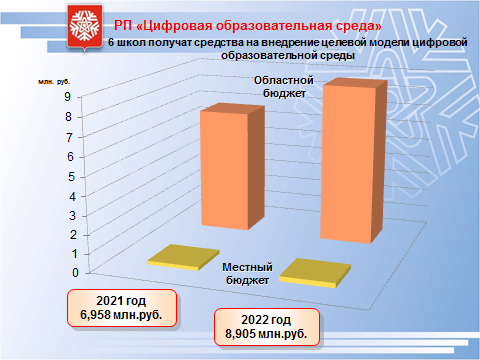 РП «Цифровая образовательная среда»
6 школ получат средства на внедрение целевой модели цифровой
образовательной среды
млн. руб.
Областной
бюджет
9
8
7
6
5
4
3
2
1
0
Местный
бюджет
2021 год
6,958 млн.руб.
2022 год
8,905 млн.руб.